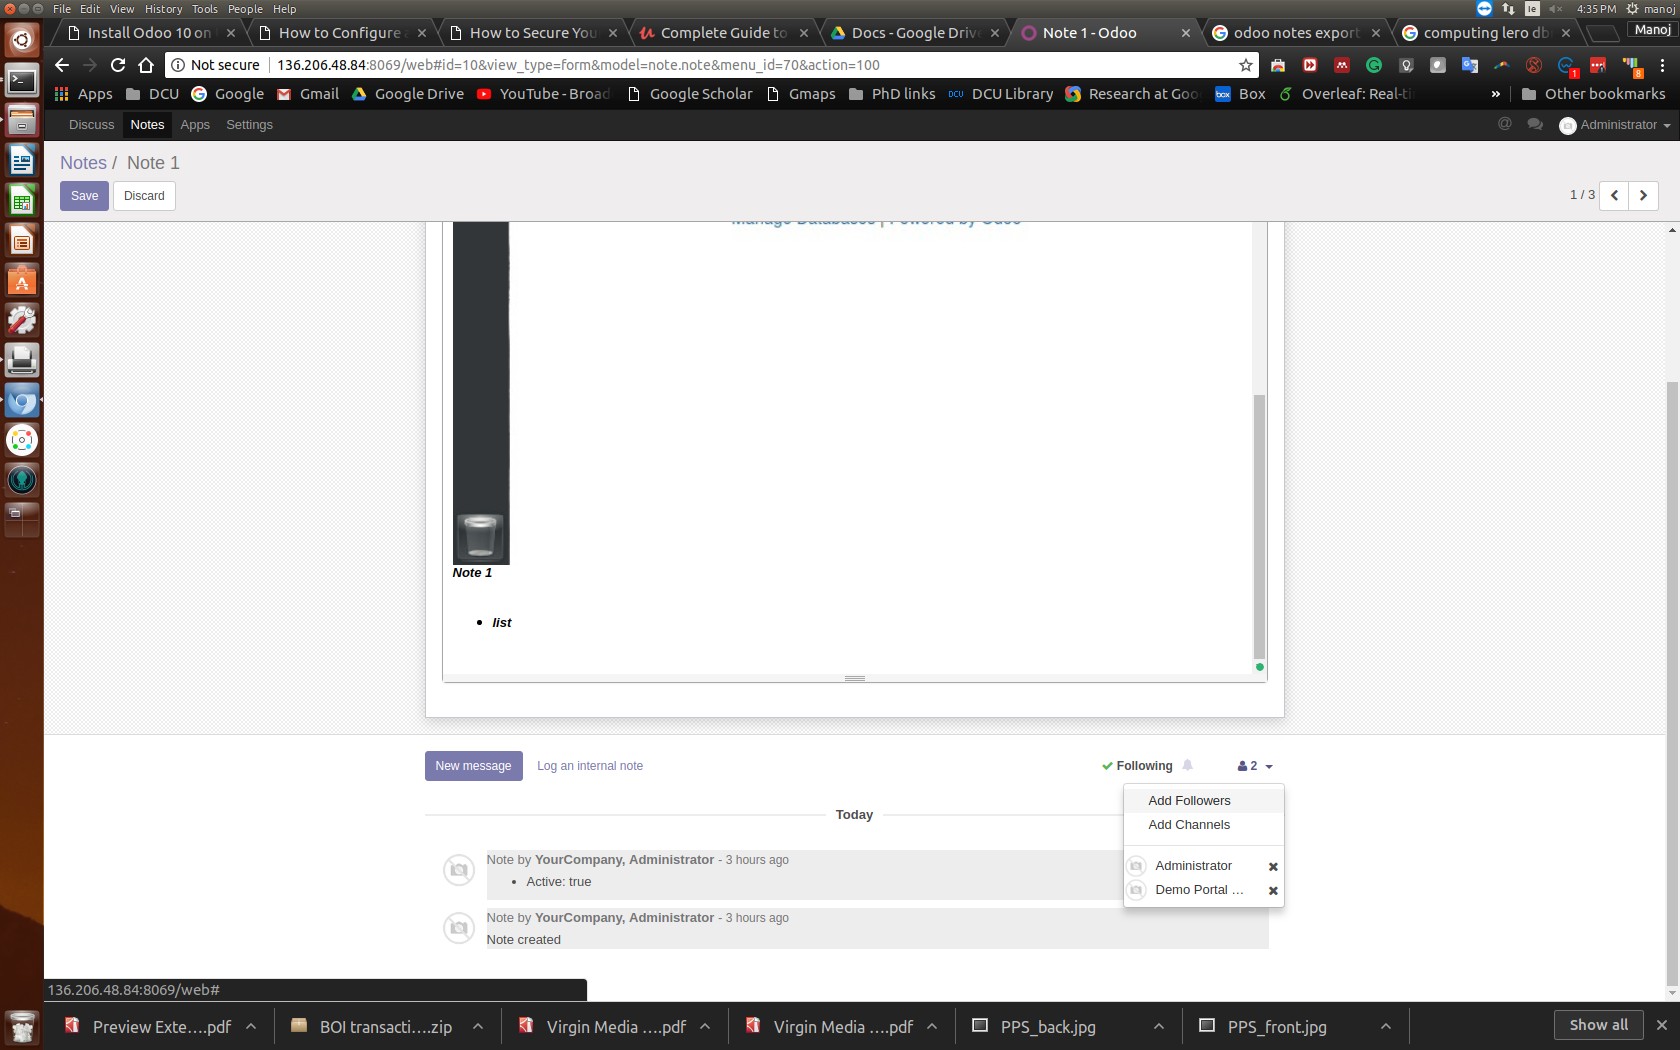 File Edit View History Tools People Help
4:35 PM manoj
Install Odoo 10 on
How to Configure
How to Secure You
Complete Guide to
Docs - Google Drive
Note 1 - Odoo
odoo notes export
computing lero db
Manoj
Not secure 136.206.48.84:8069/web#id=10&view_type=form&model=note.note&menu_id=70&action=100
Apps DCU Google Gmail Google Drive YouTube - Broad Google Scholar Gmaps PhD links DCU Library Research at Goo Box Overleaf: Real-ti » Other bookmarks
Discuss Notes Apps Settings
@ Administrator
Notes / Note 1
Save Discard
1 / 3
Manage Databases | Powered by Odoo
Note 1
• list
New message Log an internal note
Following 2
Add Followers
Add Channels
Administrator
Demo Portal ...
Today
Note by YourCompany, Administrator - 3 hours ago
• Active: true
Note by YourCompany, Administrator - 3 hours ago
Note created
136.206.48.84:8069/web#
Preview Exte....pdf
BOI transacti....zip
Virgin Media ....pdf
Virgin Media ....pdf
PPS_back.jpg
PPS_front.jpg
Show all